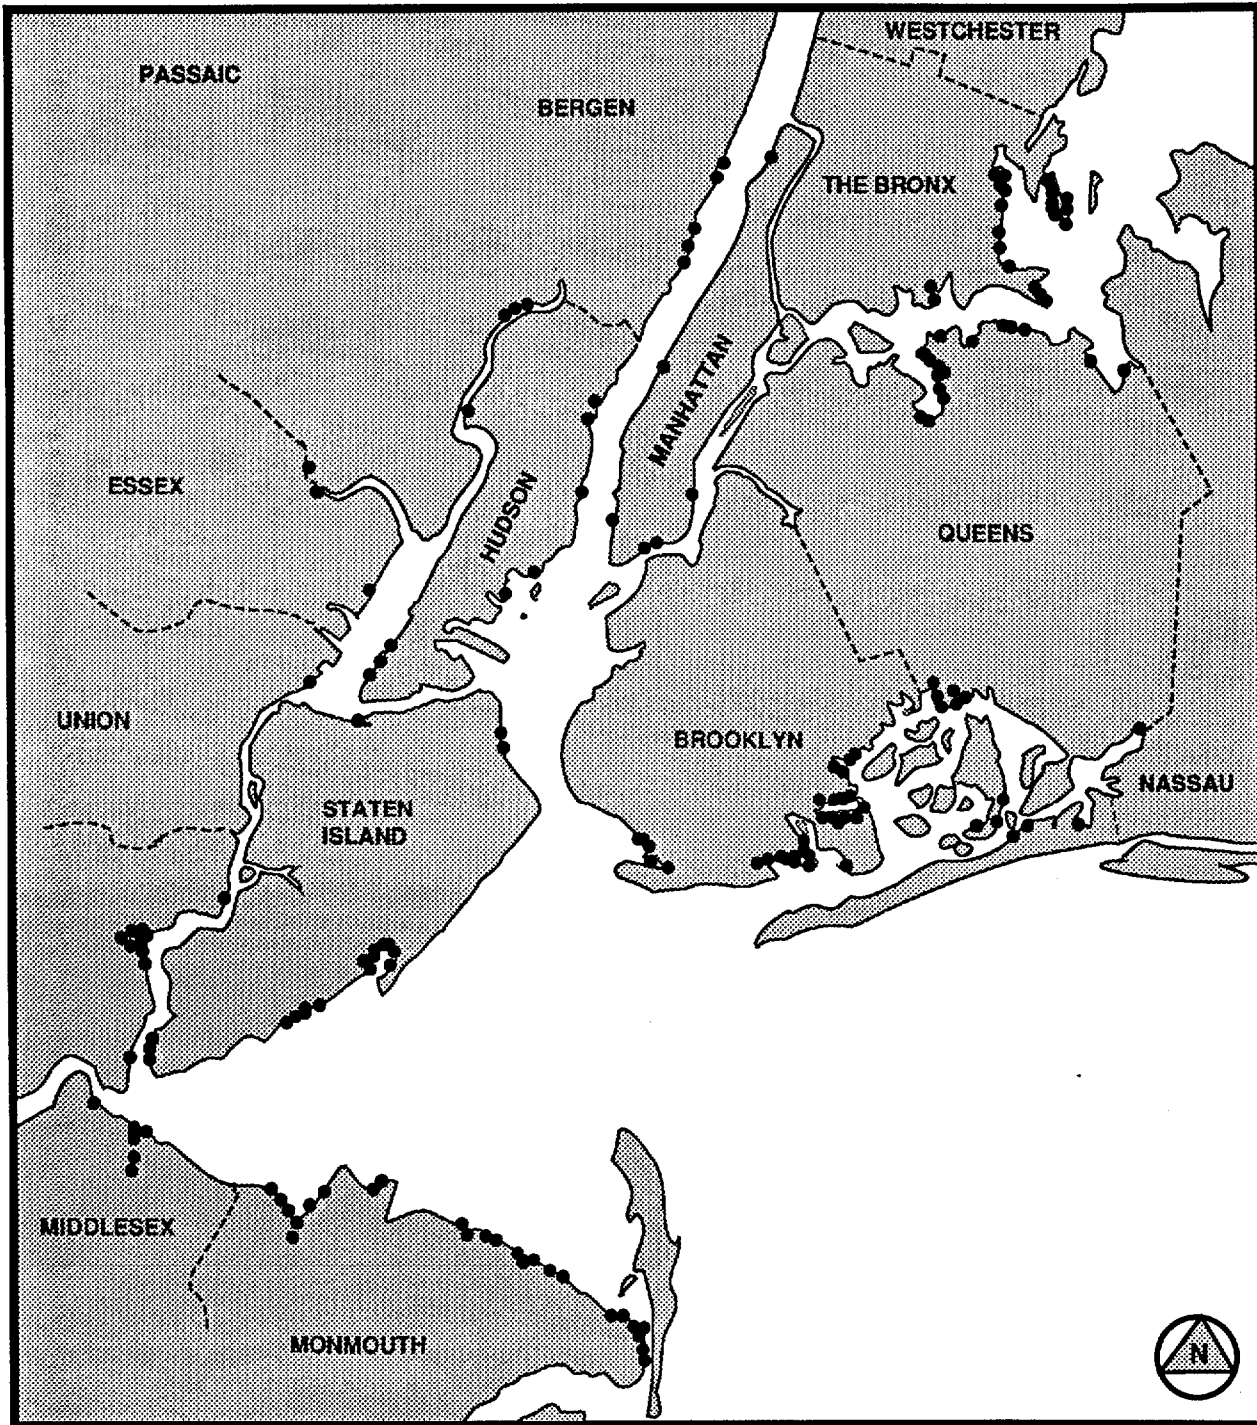 WESTCHESTER
PASSAIC
BERGEN
THE BRONX
MANHATTAN
ESSEX
HUDSON
QUEENS
UNION
BROOKLYN
NASSAU
STATEN
ISLAND
MIDDLESEX
MONMOUTH
N